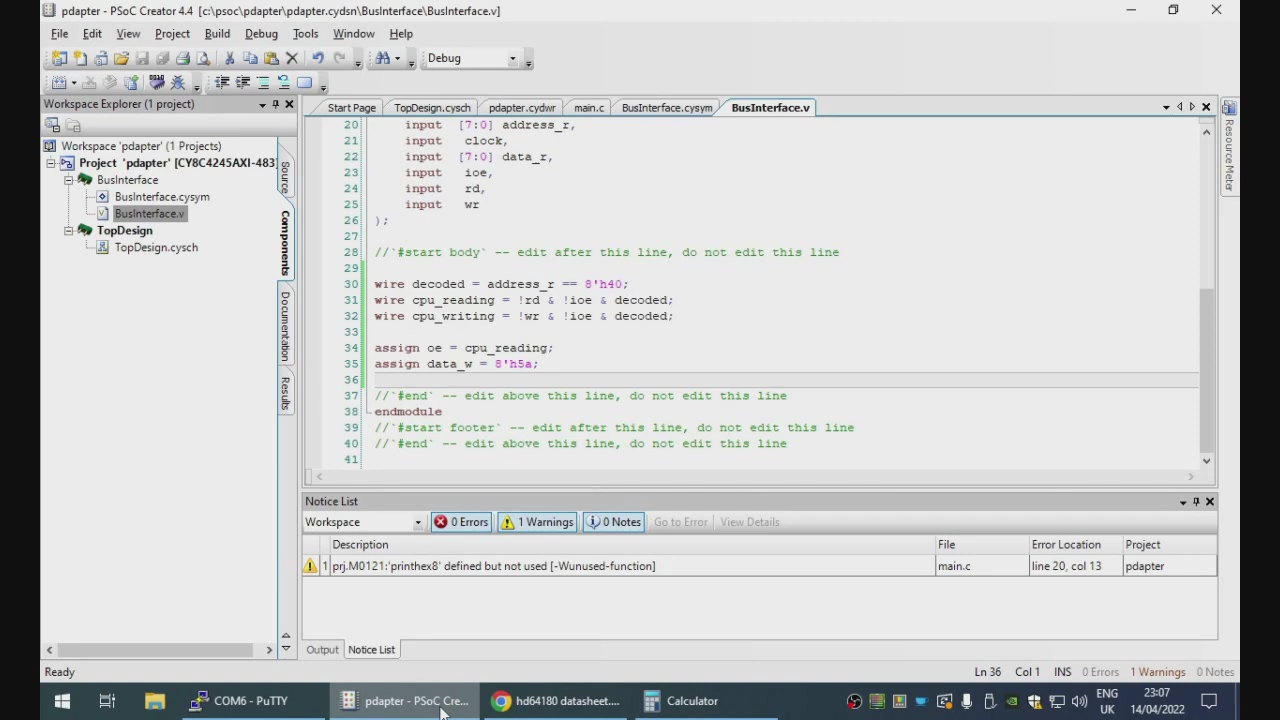 pdapter - PSoC Creator 4.4 [c:\psoc\pdapter\pdapter.cydsn\BusInterface\BusInterface.v]
File Edit View Project Build Debug Tools Window Help
Debug
Workspace Explorer (1 project)
Start Page TopDesign.cysch pdapter.cydwr main.c BusInterface.cysym BusInterface.v
Workspace 'pdapter' (1 Projects)
Project 'pdapter' [CY8C4245AXI-483]
BusInterface
BusInterface.cysym
BusInterface.v
TopDesign
TopDesign.cysch
Source
Components
Documentation
Results
20 input [7:0] address_r,
21 input clock,
22 input [7:0] data_r,
23 input ioe,
24 input rd,
25 input wr
26 );
27
28 //`#start body` -- edit after this line, do not edit this line
29
30 wire decoded = address_r == 8'h40;
31 wire cpu_reading = !rd & !ioe & decoded;
32 wire cpu_writing = !wr & !ioe & decoded;
33
34 assign oe = cpu_reading;
35 assign data_w = 8'h5a;
36
37 //`#end` -- edit above this line, do not edit this line
38 endmodule
39 //`#start footer` -- edit after this line, do not edit this line
40 //`#end` -- edit above this line, do not edit this line
41
Resource Meter
Notice List
Workspace 0 Errors 1 Warnings 0 Notes Go to Error View Details
Description File Error Location Project
1 prj.M0121:'printhex8' defined but not used [-Wunused-function] main.c line 20, col 13 pdapter
Output Notice List
Ready Ln 36 Col 1 INS 0 Errors 1 Warnings 0 Notes
COM6 - PuTTY pdapter - PSoC Cre... hd64180 datasheet.... Calculator
ENG 23:07
UK 14/04/2022